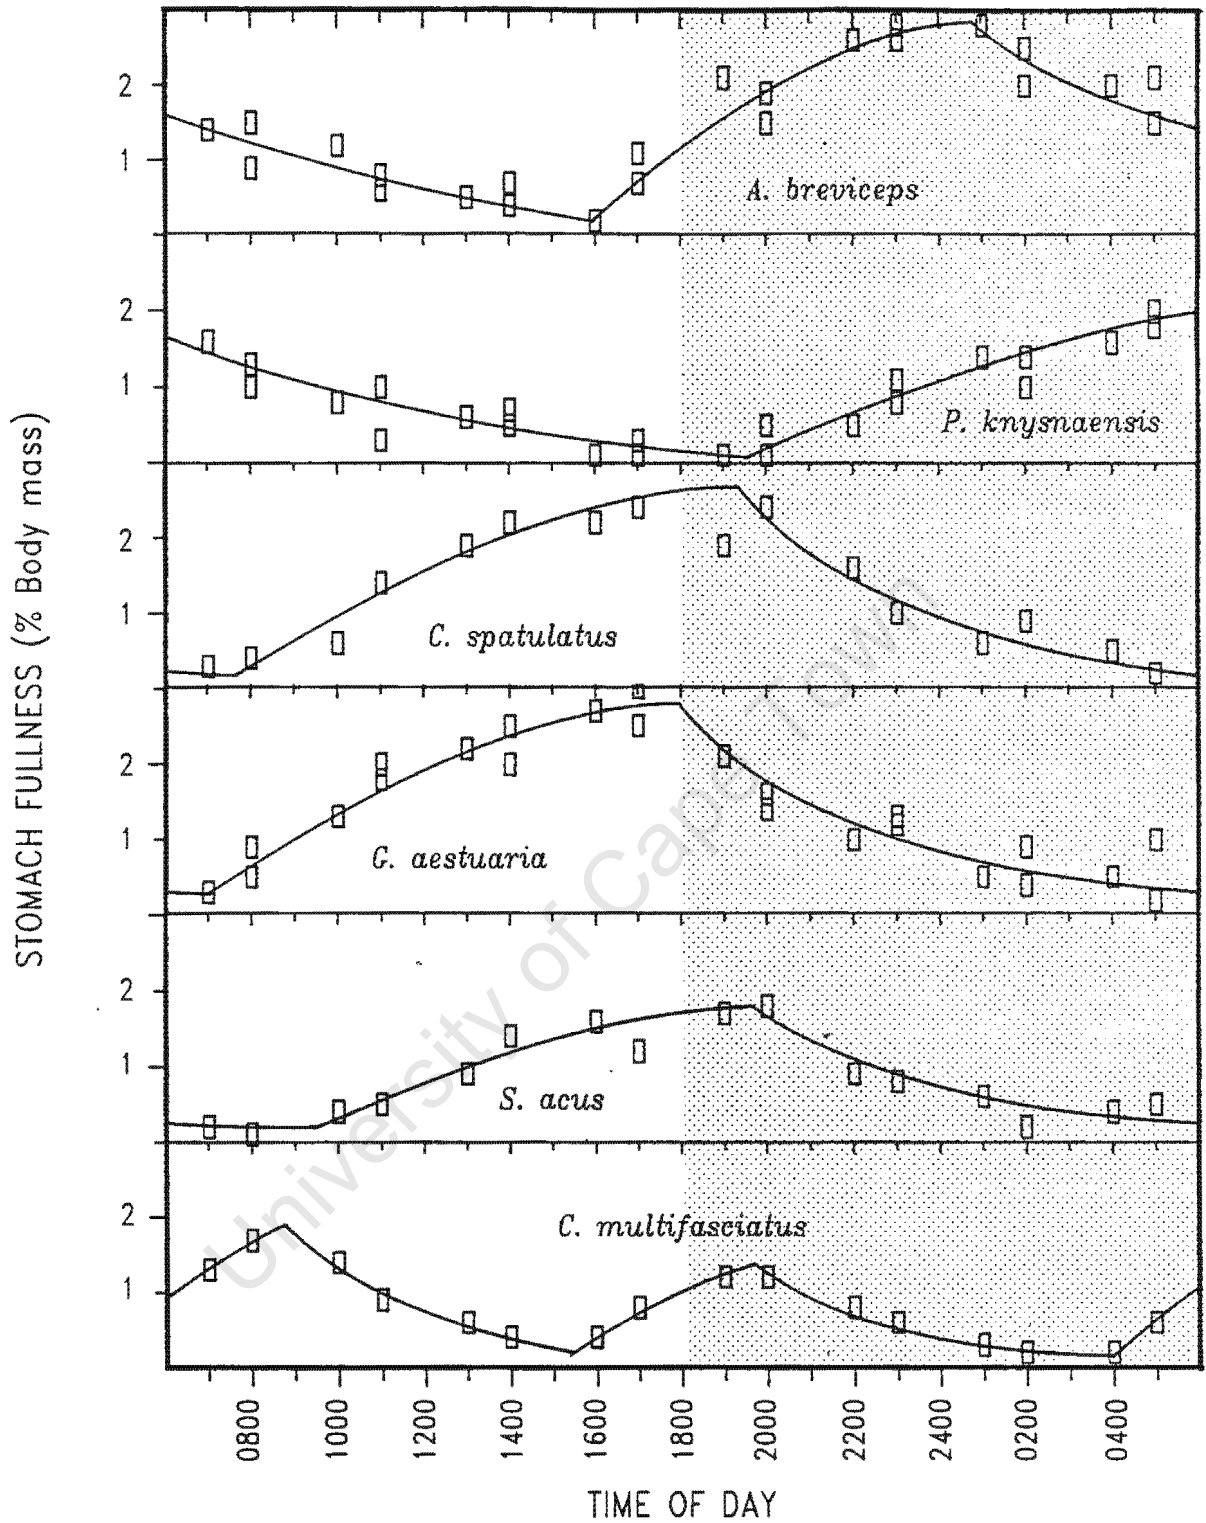 STOMACH FULLNESS (% Body mass)
2
1
A. breviceps
2
1
P. knysnaensis
2
1
C. spatulatus
2
1
G. aestuaria
2
1
S. acus
2
1
C. multifasciatus
0800 1000 1200 1400 1600 1800 2000 2200 2400 0200 0400
TIME OF DAY
University of Cape Town